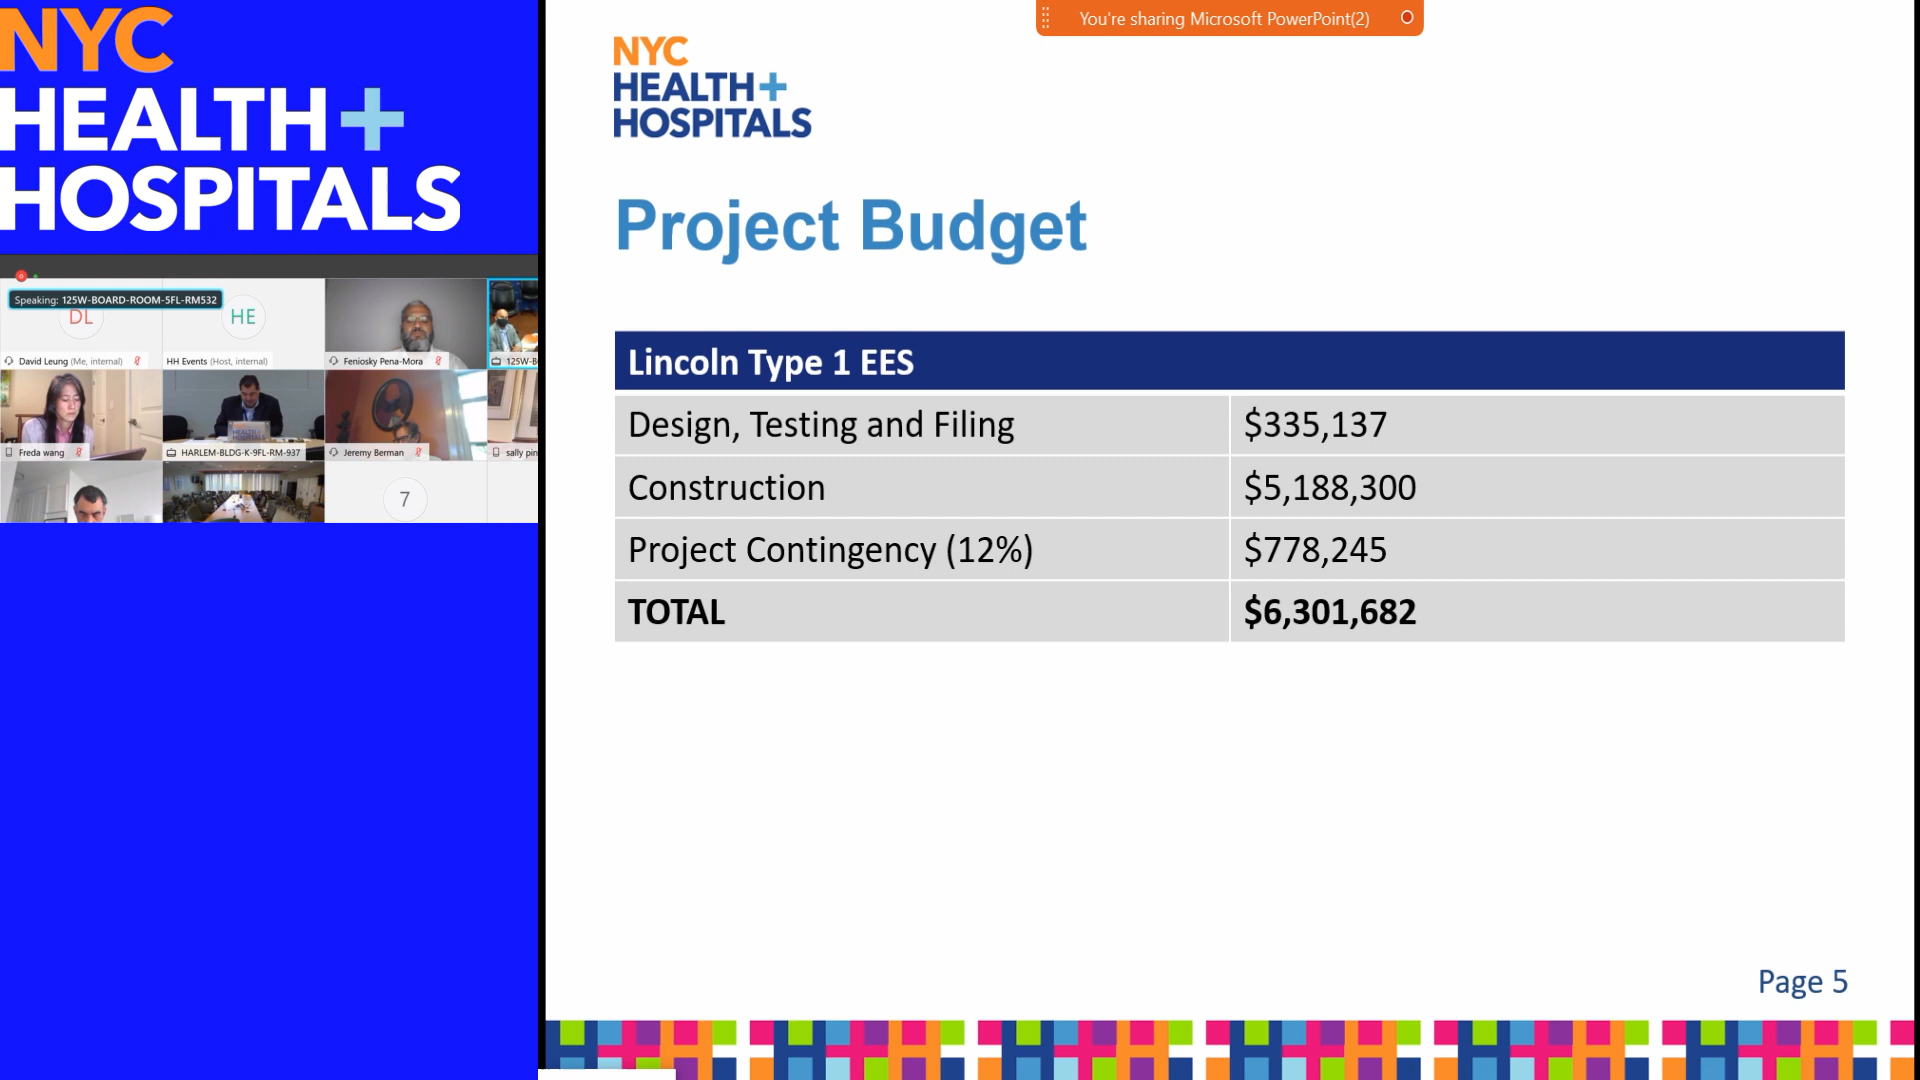 NYC
HEALTH+
HOSPITALS
Speaking: 125W-BOARD-ROOM-5FL-RM532
DL
HE
David Leung (Me, internal)
HH Events (Host, internal)
Feniosky Pena-Mora
125W-B
Freda wang
HARLEM-BLDG-K-9FL-RM-937
Jeremy Berman
sally pin
7
You're sharing Microsoft PowerPoint(2)
NYC
HEALTH+
HOSPITALS
Project Budget
Lincoln Type 1 EES
Design, Testing and Filing $335,137
Construction $5,188,300
Project Contingency (12%) $778,245
TOTAL $6,301,682
Page 5